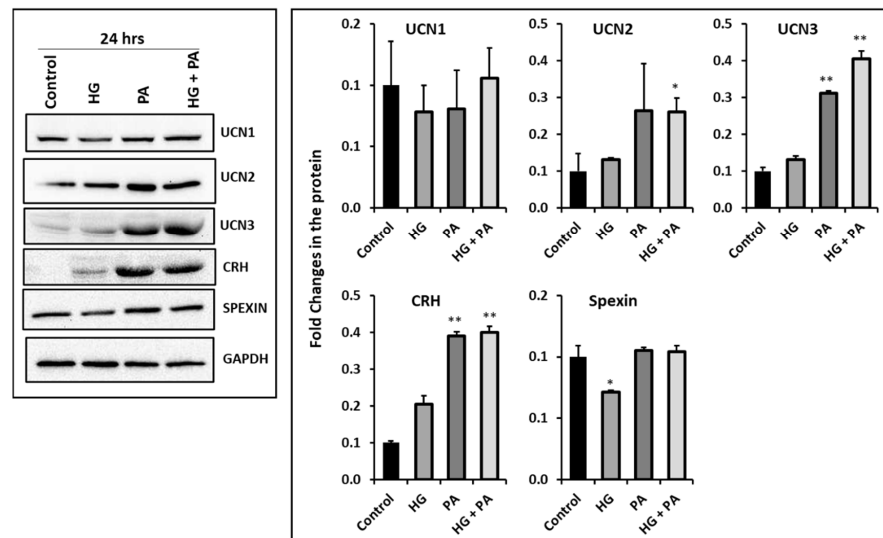 24 hrs
Control HG PA HG + PA
UCN1
UCN2
UCN3
CRH
SPEXIN
GAPDH
Fold Changes in the protein
UCN1
0.2
0.1
0.1
0.0
Control HG PA HG + PA
UCN2
*
0.5
0.4
0.3
0.2
0.1
0.0
Control HG PA HG + PA
UCN3
** **
0.5
0.4
0.3
0.2
0.1
0.0
Control HG PA HG + PA
CRH
** **
0.5
0.4
0.3
0.2
0.1
0.0
Control HG PA HG + PA
Spexin
*
0.2
0.1
0.1
0.0
Control HG PA HG + PA